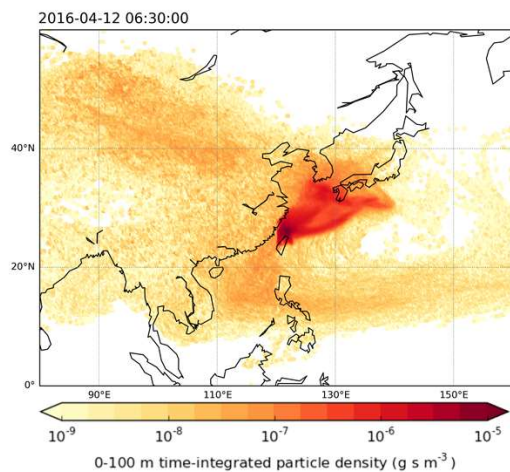 2016-04-12 06:30:00
40°N
20°N
0°
90°E 110°E 130°E 150°E
10⁻⁹ 10⁻⁸ 10⁻⁷ 10⁻⁶ 10⁻⁵
0-100 m time-integrated particle density (g s m⁻³)